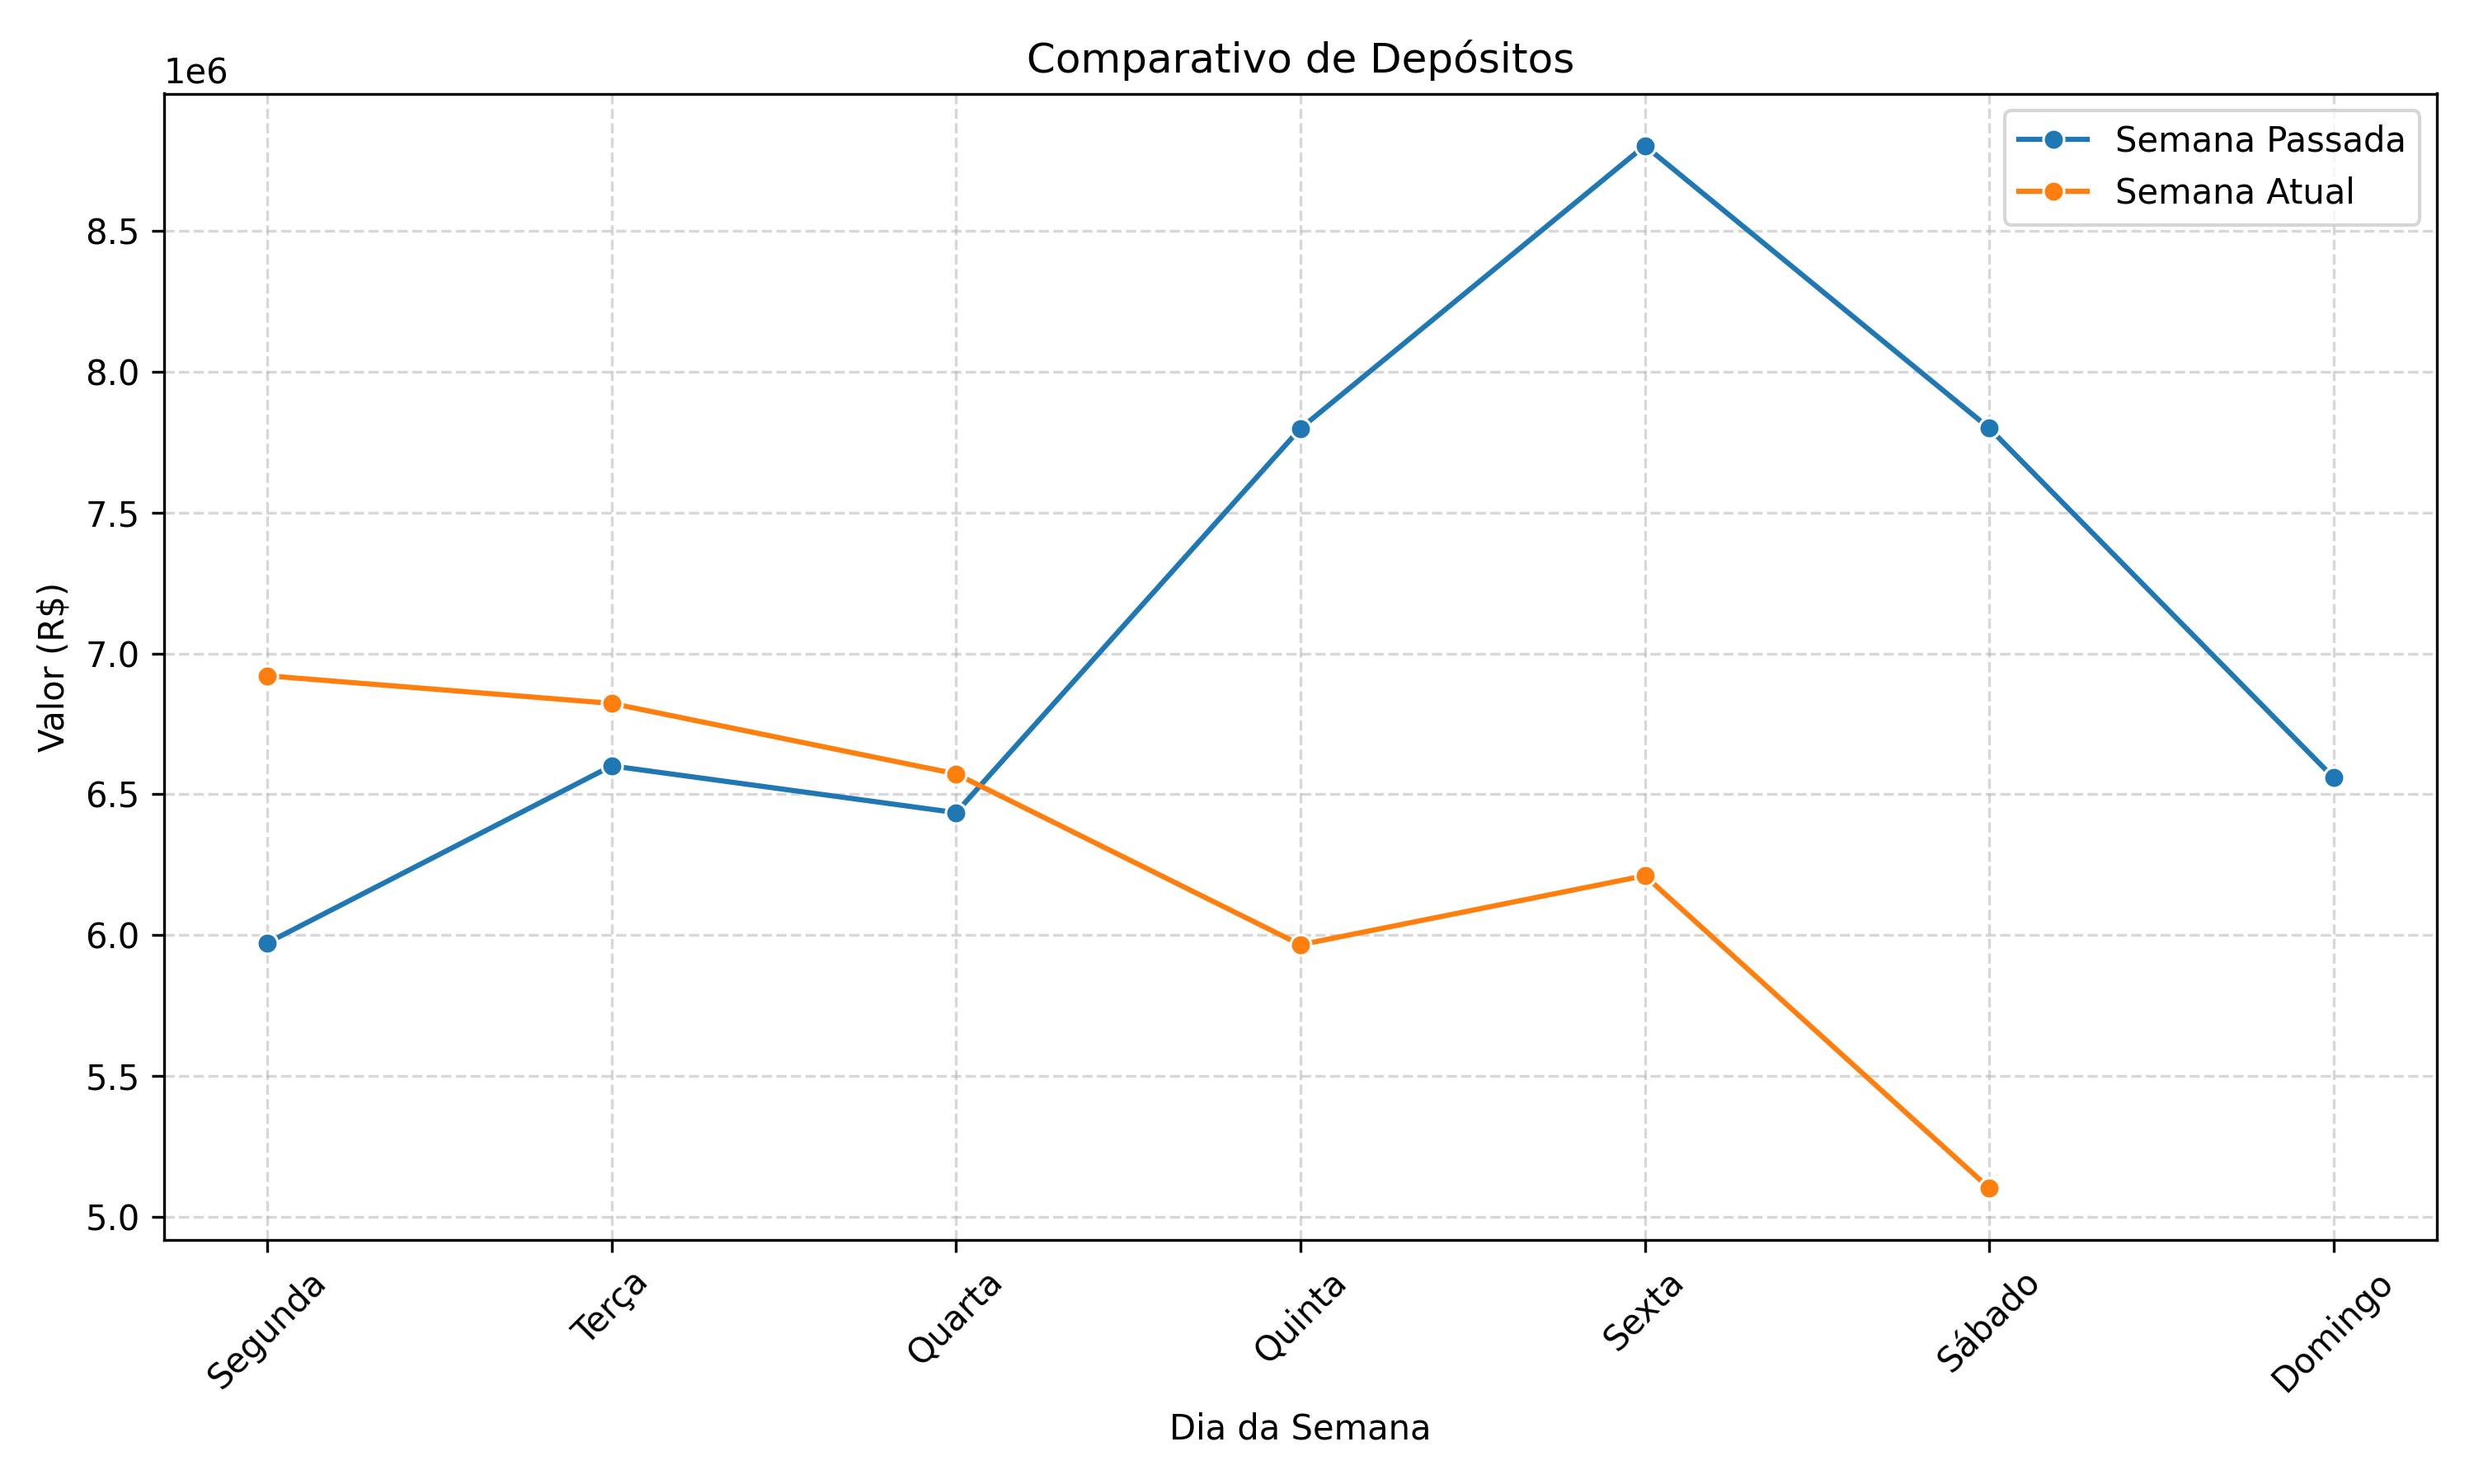 Comparativo de Depósitos
1e6
Semana Passada
Semana Atual
8.5
8.0
7.5
7.0
6.5
6.0
5.5
5.0
Valor (R$)
Segunda
Terça
Quarta
Quinta
Sexta
Sábado
Domingo
Dia da Semana